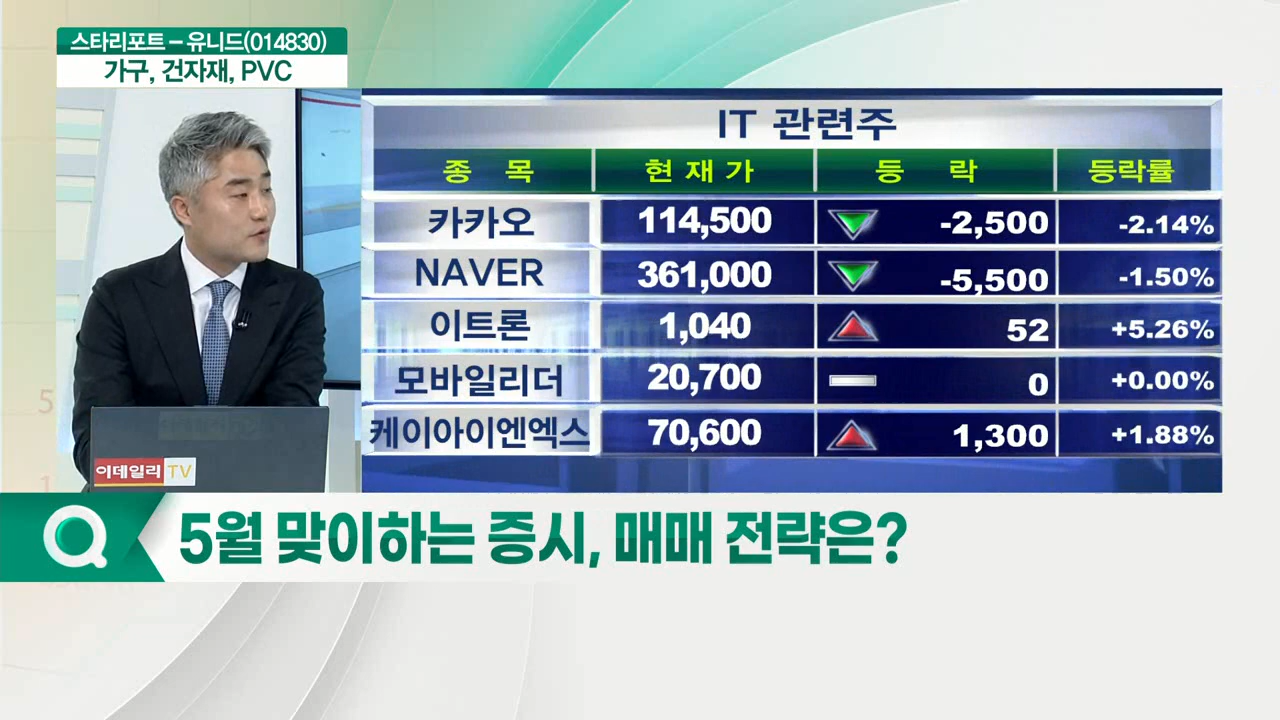 스타리포트 – 유니드(014830)
가구, 건자재, PVC
IT 관련주
종 목 현재가 등 락 등락률
카카오 114,500 -2,500 -2.14%
NAVER 361,000 -5,500 -1.50%
이트론 1,040 52 +5.26%
모바일리더 20,700 0 +0.00%
케이아이엔엑스 70,600 1,300 +1.88%
이데일리 TV
5월 맞이하는 증시, 매매 전략은?